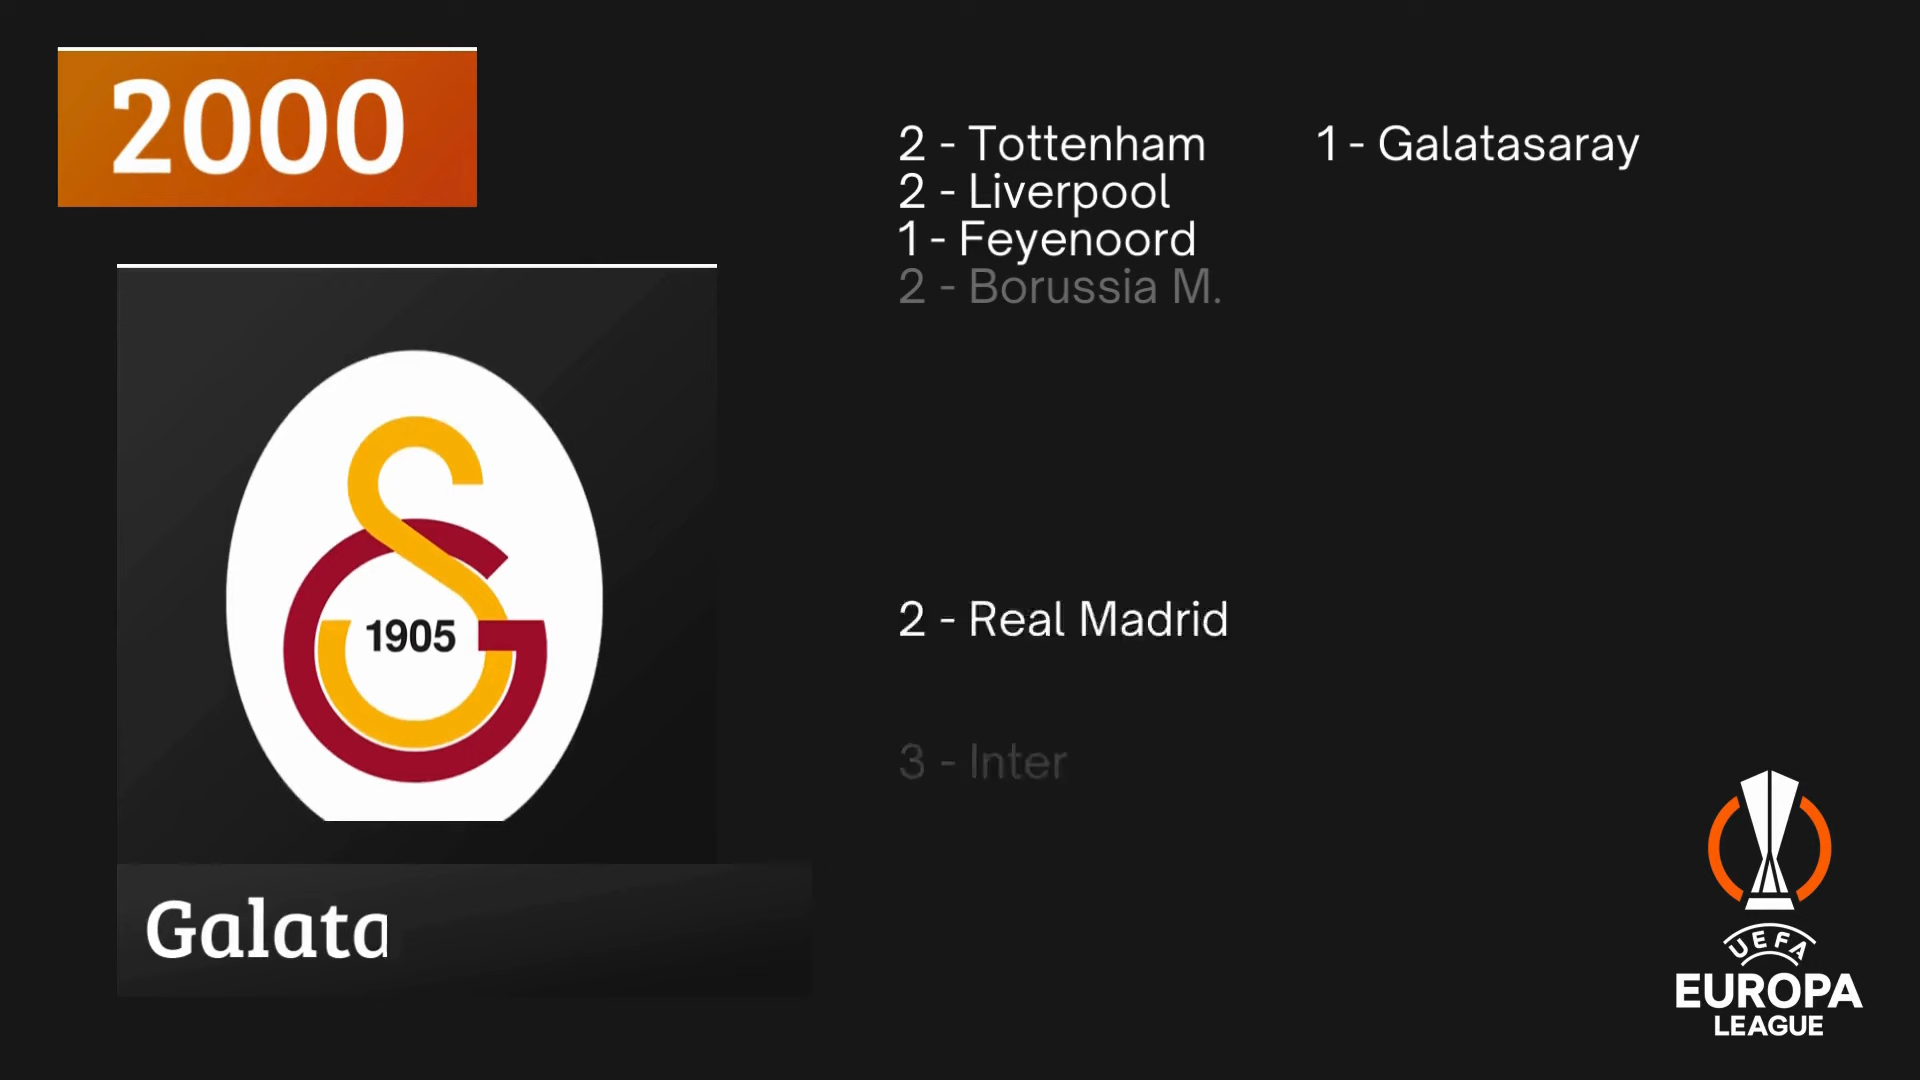 2000
2 - Tottenham
2 - Liverpool
1 - Feyenoord
2 - Borussia M.
2 - Real Madrid
3 - Inter
1 - Galatasaray
1905
Galata
UEFA
EUROPA
LEAGUE